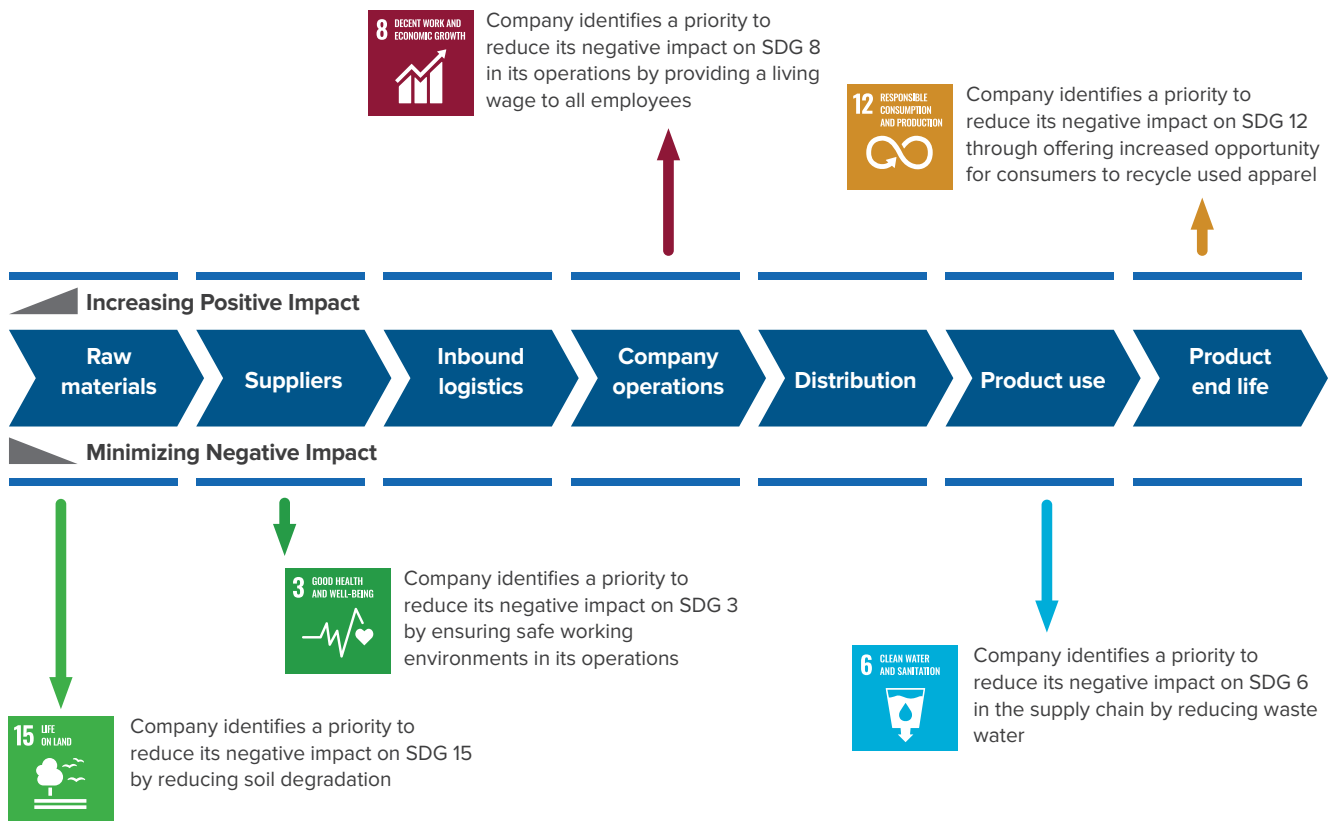 8 DECENT WORK AND
ECONOMIC GROWTH
Company identifies a priority to
reduce its negative impact on SDG 8
in its operations by providing a living
wage to all employees
12 RESPONSIBLE
CONSUMPTION
AND PRODUCTION
Company identifies a priority to
reduce its negative impact on SDG 12
through offering increased opportunity
for consumers to recycle used apparel
Increasing Positive Impact
Raw
materials
Suppliers
Inbound
logistics
Company
operations
Distribution
Product use
Product
end life
Minimizing Negative Impact
3 GOOD HEALTH
AND WELL-BEING
Company identifies a priority to
reduce its negative impact on SDG 3
by ensuring safe working
environments in its operations
6 CLEAN WATER
AND SANITATION
Company identifies a priority to
reduce its negative impact on SDG 6
in the supply chain by reducing waste
water
15 LIFE
ON LAND
Company identifies a priority to
reduce its negative impact on SDG 15
by reducing soil degradation